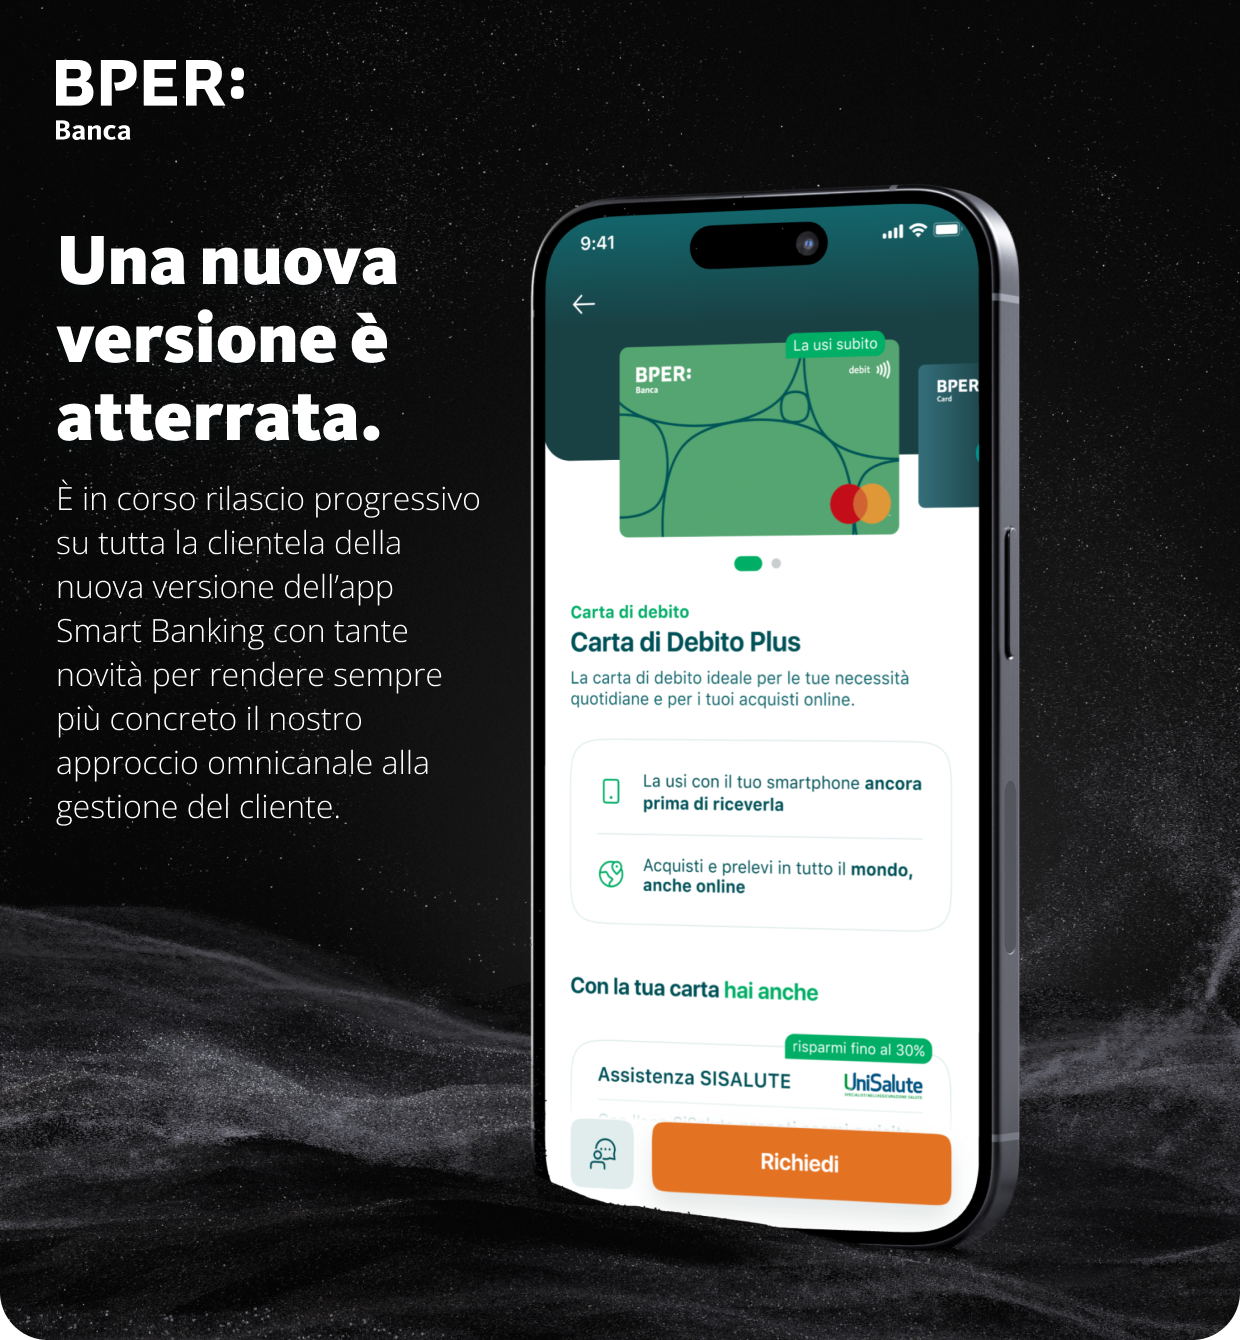 BPER:
Banca
Una nuova
versione è
atterrata.
È in corso rilascio progressivo
su tutta la clientela della
nuova versione dell’app
Smart Banking con tante
novità per rendere sempre
più concreto il nostro
approccio omnicanale alla
gestione del cliente.
9:41
La usi subito
BPER:
Banca
debit
BPER
Card
Carta di debito
Carta di Debito Plus
La carta di debito ideale per le tue necessità
quotidiane e per i tuoi acquisti online.
La usi con il tuo smartphone ancora
prima di riceverla
Acquisti e prelevi in tutto il mondo,
anche online
Con la tua carta hai anche
risparmi fino al 30%
Assistenza SISALUTE
UniSalute
SPECIALISTI NELL'ASSICURAZIONE SALUTE
Richiedi